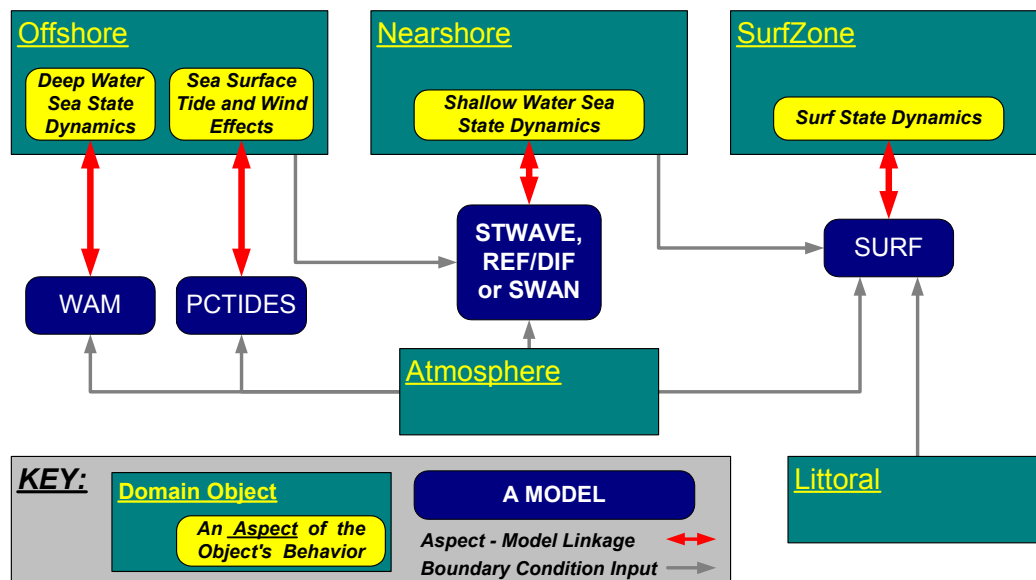 Offshore
Deep Water
Sea State
Dynamics
Sea Surface
Tide and Wind
Effects
Nearshore
Shallow Water Sea
State Dynamics
SurfZone
Surf State Dynamics
WAM
PCTIDES
STWAVE,
REF/DIF
or SWAN
SURF
Atmosphere
Littoral
KEY:
Domain Object
An Aspect of the
Object's Behavior
A MODEL
Aspect - Model Linkage
Boundary Condition Input